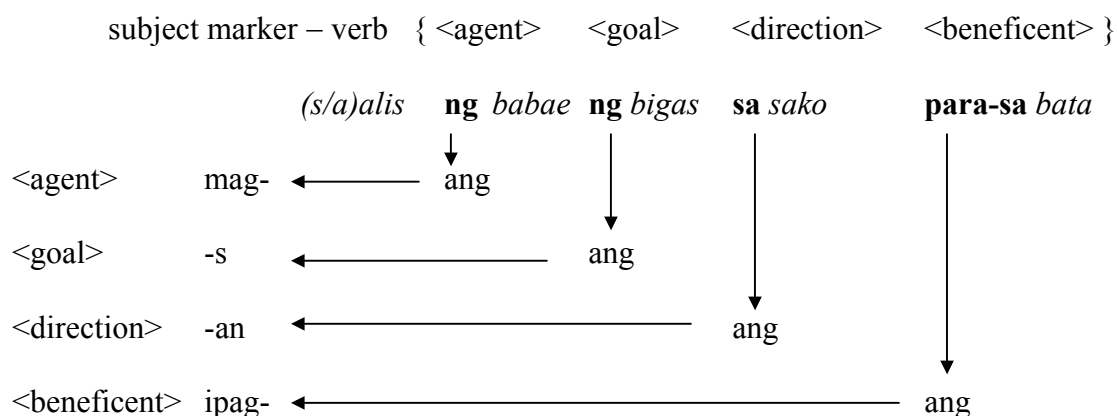 subject marker – verb { <agent> <goal> <direction> <beneficent> }
(s/a)alis ng babae ng bigas sa sako para-sa bata
<agent> mag- ang
<goal> -s ang
<direction> -an ang
<beneficent> ipag- ang